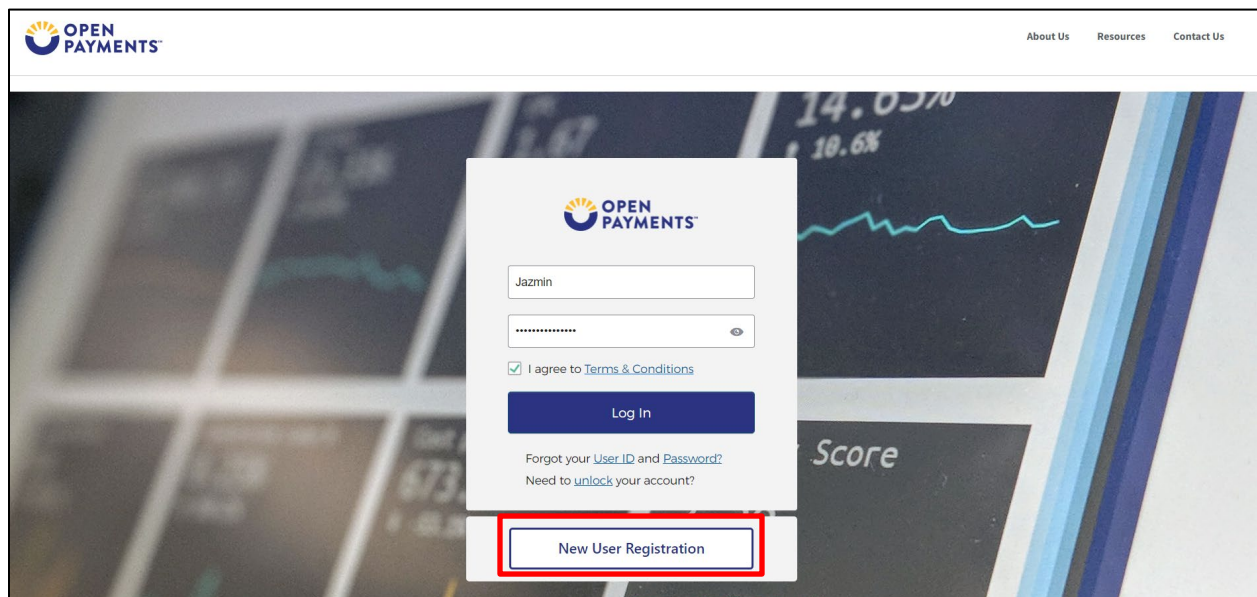 OPEN
PAYMENTS
About Us Resources Contact Us
14.63%
10.6%
OPEN
PAYMENTS
Jazmin
•••••••••••••••
I agree to Terms & Conditions
Log In
Forgot your User ID and Password?
Need to unlock your account?
Score
New User Registration